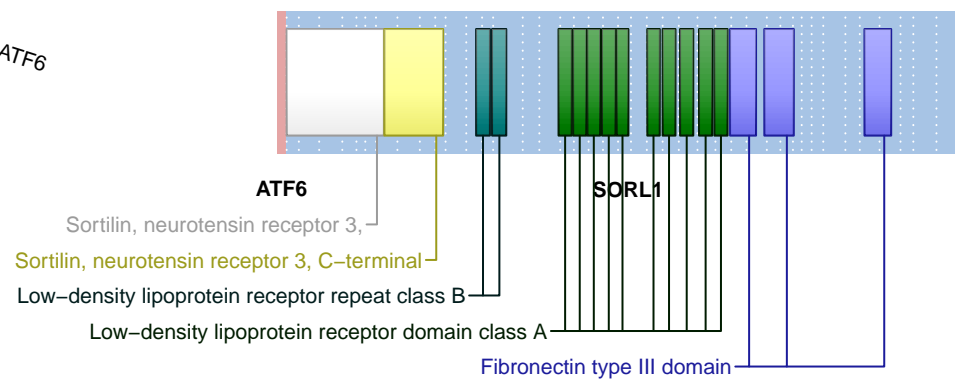 ATF6
ATF6 SORL1
Sortilin, neurotensin receptor 3,
Sortilin, neurotensin receptor 3, C−terminal
Low−density lipoprotein receptor repeat class B
Low−density lipoprotein receptor domain class A
Fibronectin type III domain